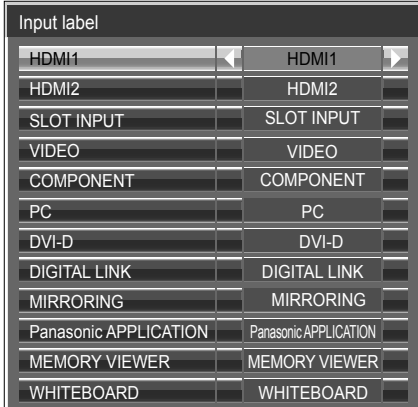 Input label
HDMI1 HDMI1
HDMI2 HDMI2
SLOT INPUT SLOT INPUT
VIDEO VIDEO
COMPONENT COMPONENT
PC PC
DVI-D DVI-D
DIGITAL LINK DIGITAL LINK
MIRRORING MIRRORING
Panasonic APPLICATION Panasonic APPLICATION
MEMORY VIEWER MEMORY VIEWER
WHITEBOARD WHITEBOARD